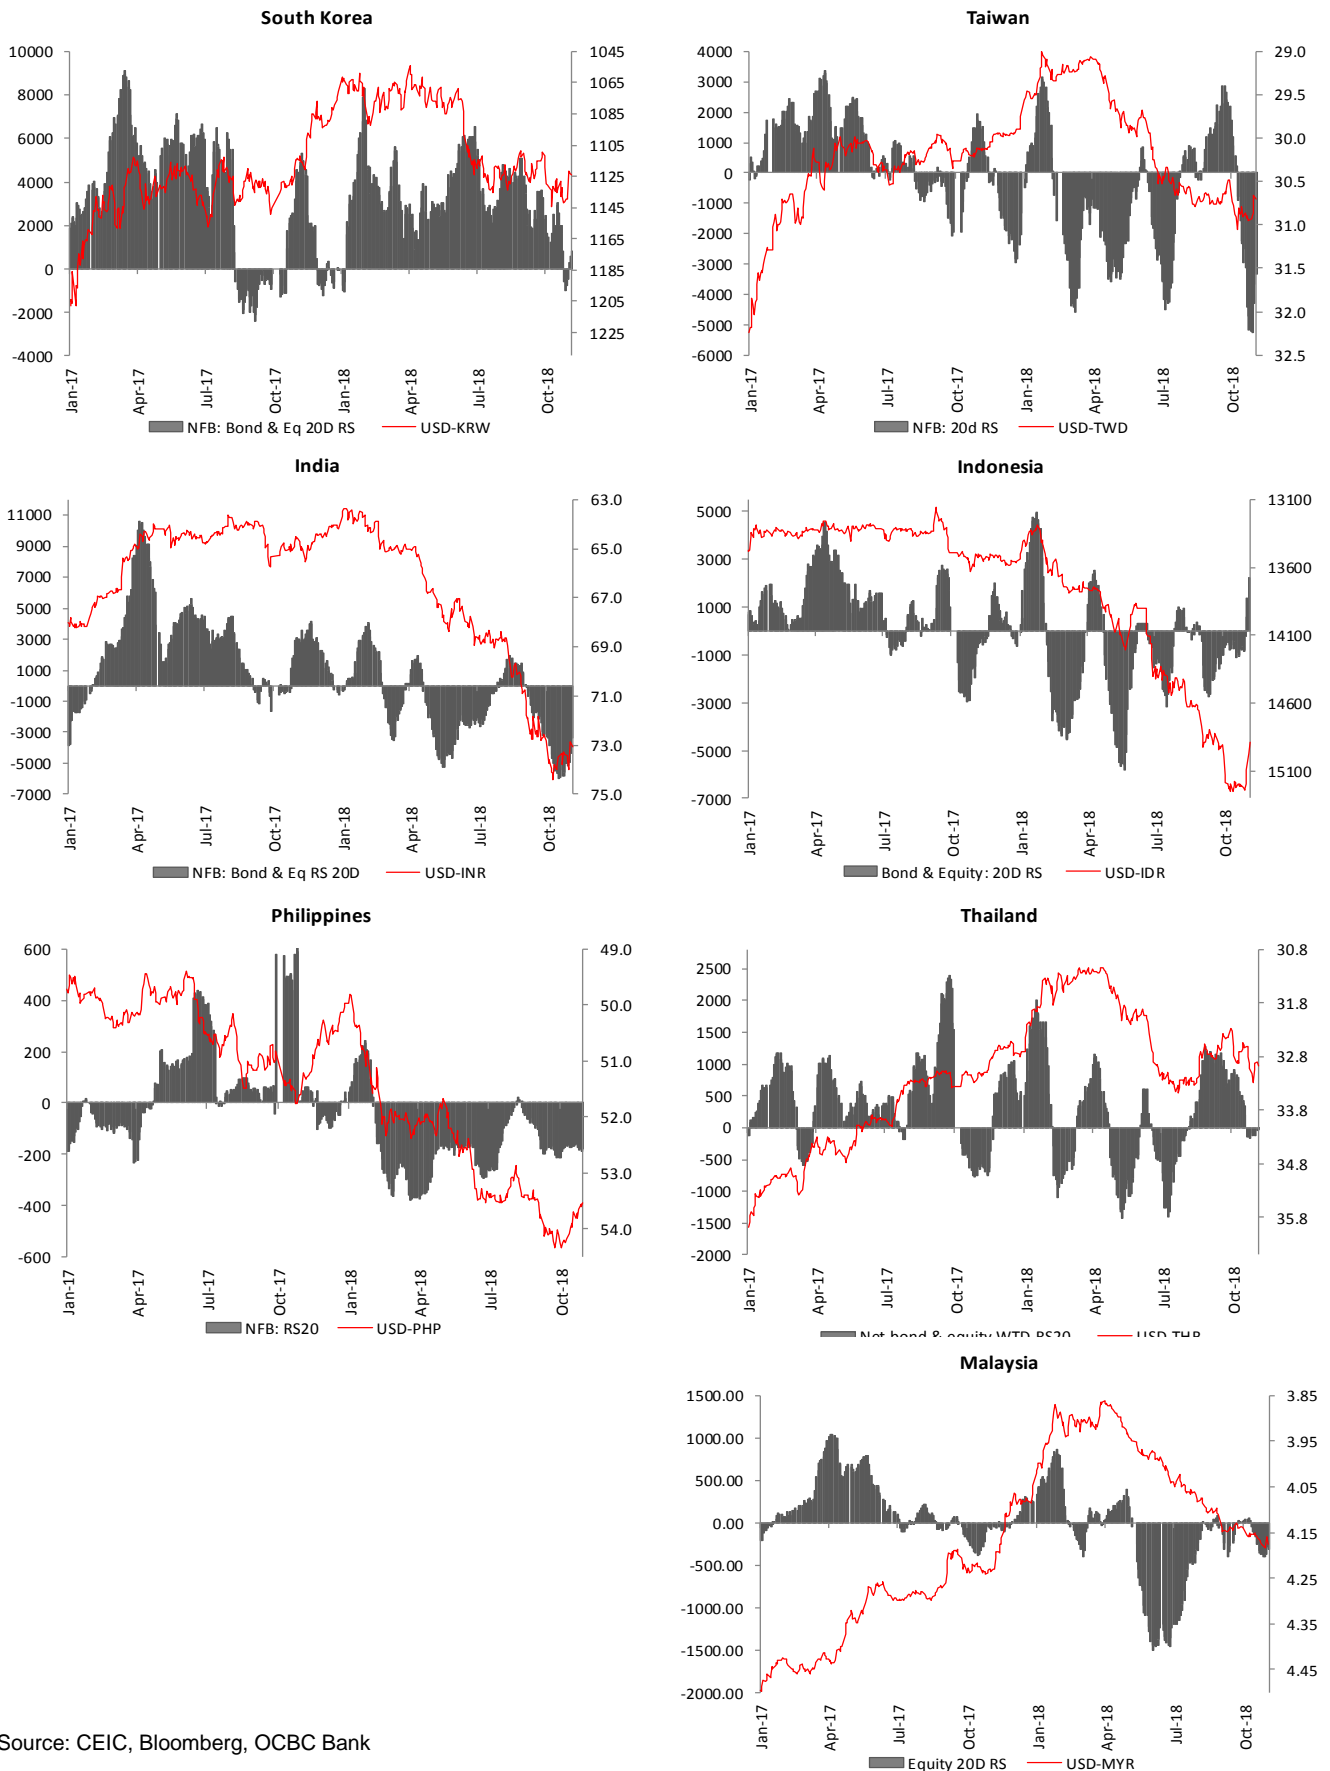 South Korea
10000
8000
6000
4000
2000
0
-2000
-4000
1045
1065
1085
1105
1125
1145
1165
1185
1205
1225
Jan-17
Apr-17
Jul-17
Oct-17
Jan-18
Apr-18
Jul-18
Oct-18
NFB: Bond & Eq 20D RS USD-KRW
Taiwan
4000
3000
2000
1000
0
-1000
-2000
-3000
-4000
-5000
-6000
29.0
29.5
30.0
30.5
31.0
31.5
32.0
32.5
Jan-17
Apr-17
Jul-17
Oct-17
Jan-18
Apr-18
Jul-18
Oct-18
NFB: 20d RS USD-TWD
India
11000
9000
7000
5000
3000
1000
-1000
-3000
-5000
-7000
63.0
65.0
67.0
69.0
71.0
73.0
75.0
Jan-17
Apr-17
Jul-17
Oct-17
Jan-18
Apr-18
Jul-18
Oct-18
NFB: Bond & Eq RS 20D USD-INR
Indonesia
5000
3000
1000
-1000
-3000
-5000
-7000
13100
13600
14100
14600
15100
Jan-17
Apr-17
Jul-17
Oct-17
Jan-18
Apr-18
Jul-18
Oct-18
Bond & Equity: 20D RS USD-IDR
Philippines
600
400
200
0
-200
-400
-600
49.0
50.0
51.0
52.0
53.0
54.0
Jan-17
Apr-17
Jul-17
Oct-17
Jan-18
Apr-18
Jul-18
Oct-18
NFB: RS20 USD-PHP
Thailand
2500
2000
1500
1000
500
0
-500
-1000
-1500
-2000
30.8
31.8
32.8
33.8
34.8
35.8
Jan-17
Apr-17
Jul-17
Oct-17
Jan-18
Apr-18
Jul-18
Oct-18
Net bond & equity WTD RS20 USD-THB
Malaysia
1500.00
1000.00
500.00
0.00
-500.00
-1000.00
-1500.00
-2000.00
3.85
3.95
4.05
4.15
4.25
4.35
4.45
Jan-17
Apr-17
Jul-17
Oct-17
Jan-18
Apr-18
Jul-18
Oct-18
Equity 20D RS USD-MYR
Source: CEIC, Bloomberg, OCBC Bank